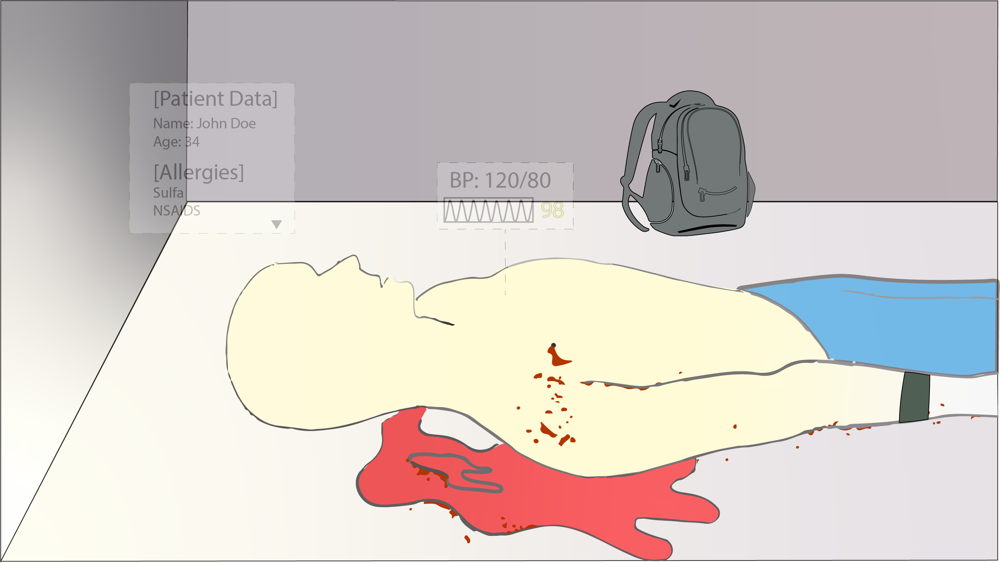 [Patient Data]
Name: John Doe
Age: 34
[Allergies]
Sulfa
NSAIDS
BP: 120/80
98